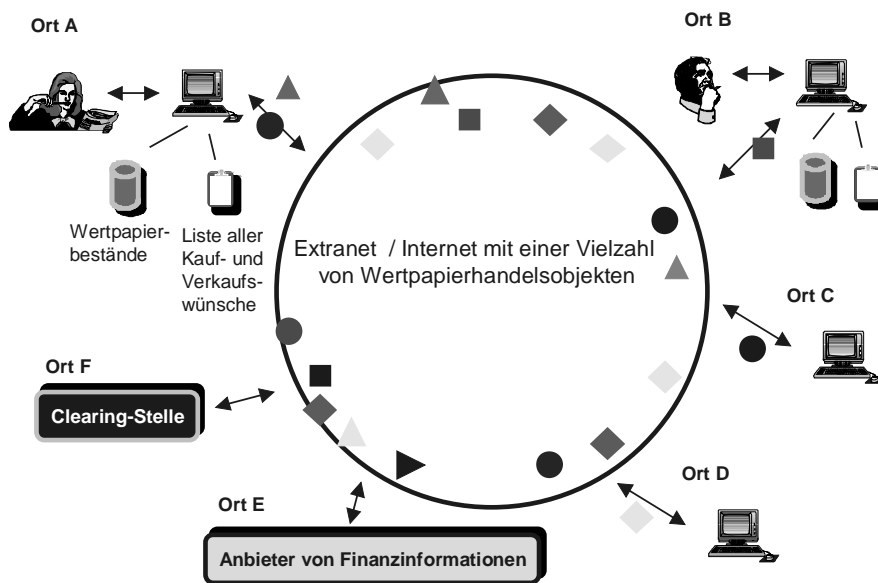 Ort A
Ort B
Wertpapier-
bestände
Liste aller
Kauf- und
Verkaufs-
wünsche
Extranet / Internet mit einer Vielzahl
von Wertpapierhandelsobjekten
Ort C
Ort F
Clearing-Stelle
Ort D
Ort E
Anbieter von Finanzinformationen